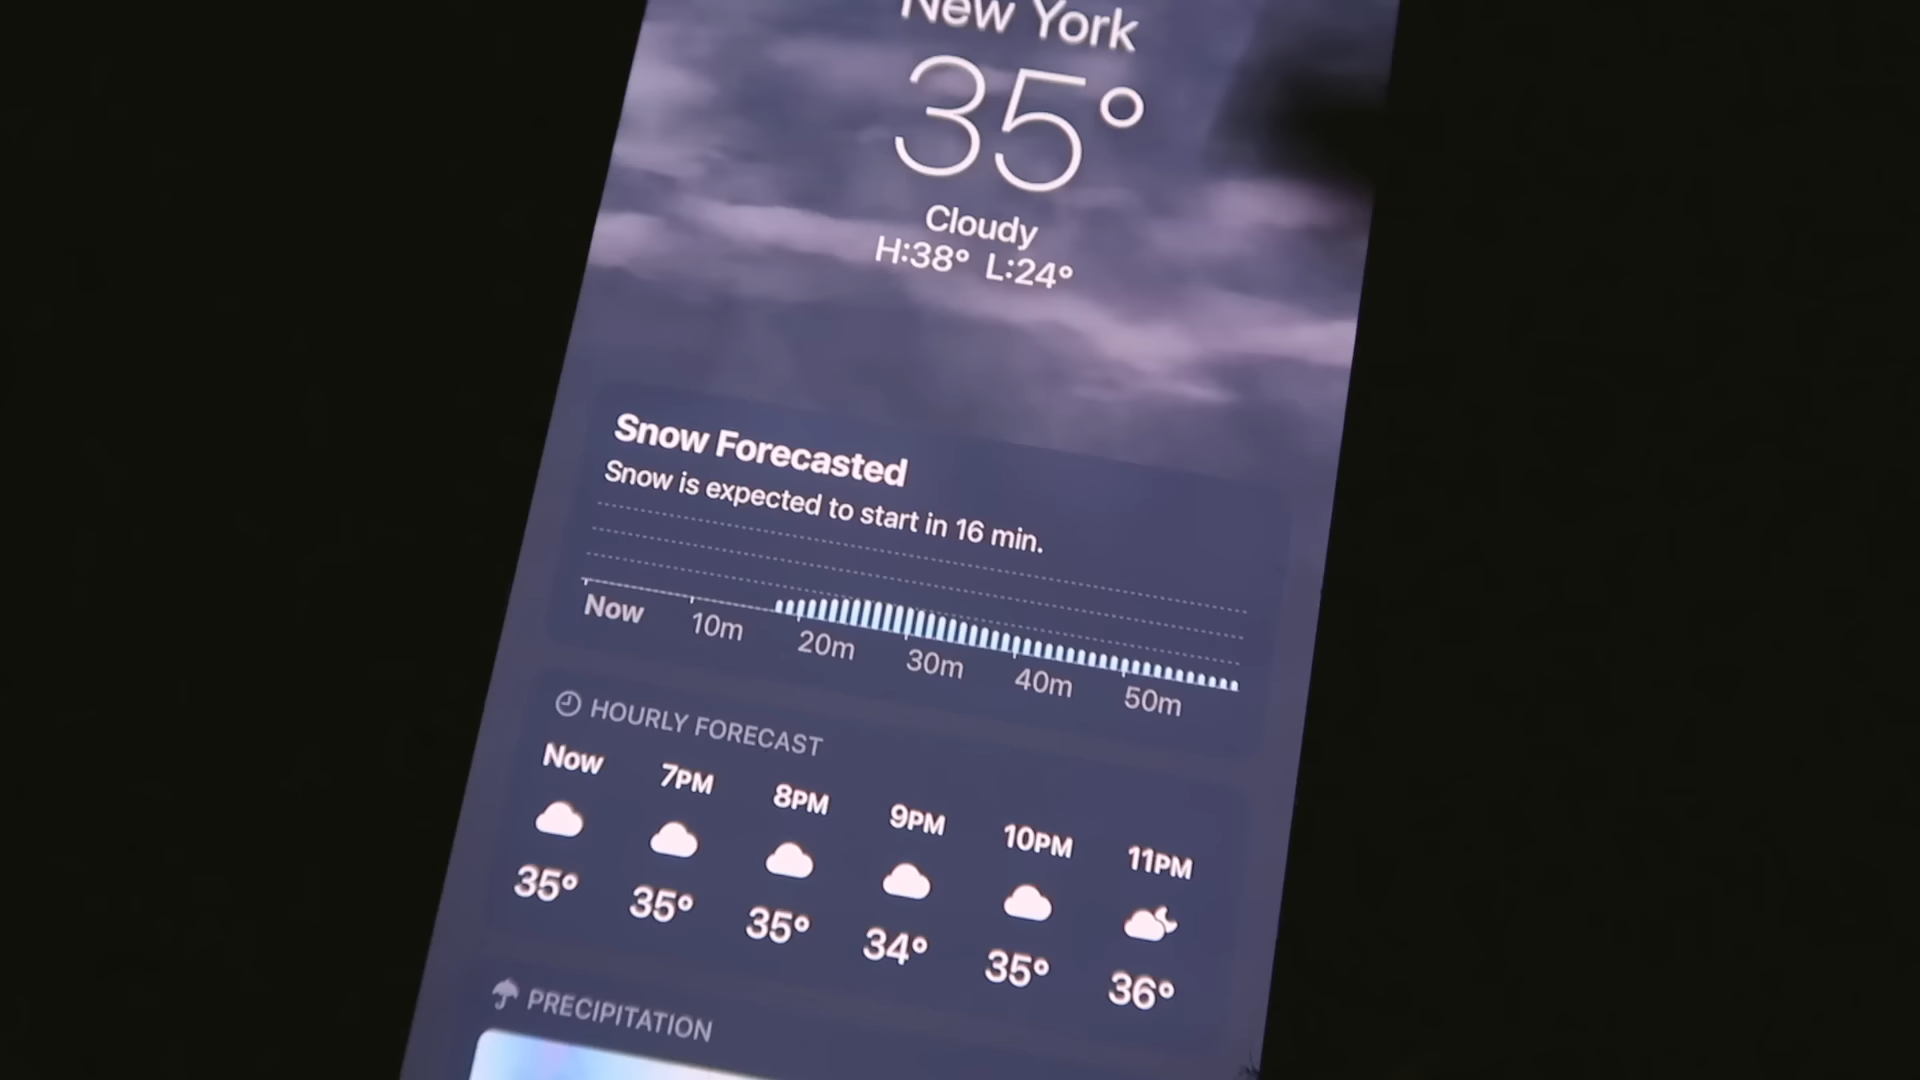 New York
35°
Cloudy
H:38° L:24°
Snow Forecasted
Snow is expected to start in 16 min.
Now 10m 20m 30m 40m 50m
HOURLY FORECAST
Now 7PM 8PM 9PM 10PM 11PM
35° 35° 35° 34° 35° 36°
PRECIPITATION